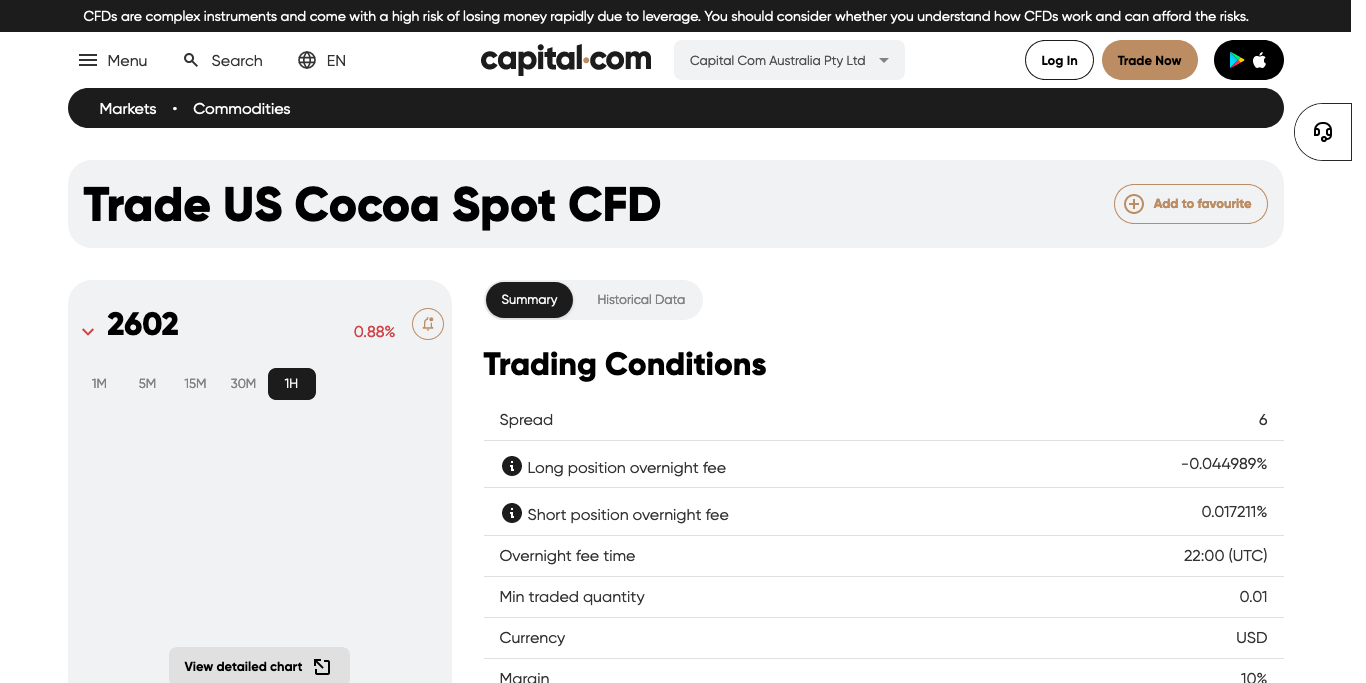 CFDs are complex instruments and come with a high risk of losing money rapidly due to leverage. You should consider whether you understand how CFDs work and can afford the risks.
Menu
Search
EN
capital.com
Capital Com Australia Pty Ltd
Log In
Trade Now
Markets • Commodities
Trade US Cocoa Spot CFD
Add to favourite
2602
0.88%
1M 5M 15M 30M 1H
View detailed chart
Summary
Historical Data
Trading Conditions
Spread 6
Long position overnight fee -0.044989%
Short position overnight fee 0.017211%
Overnight fee time 22:00 (UTC)
Min traded quantity 0.01
Currency USD
Margin 10%